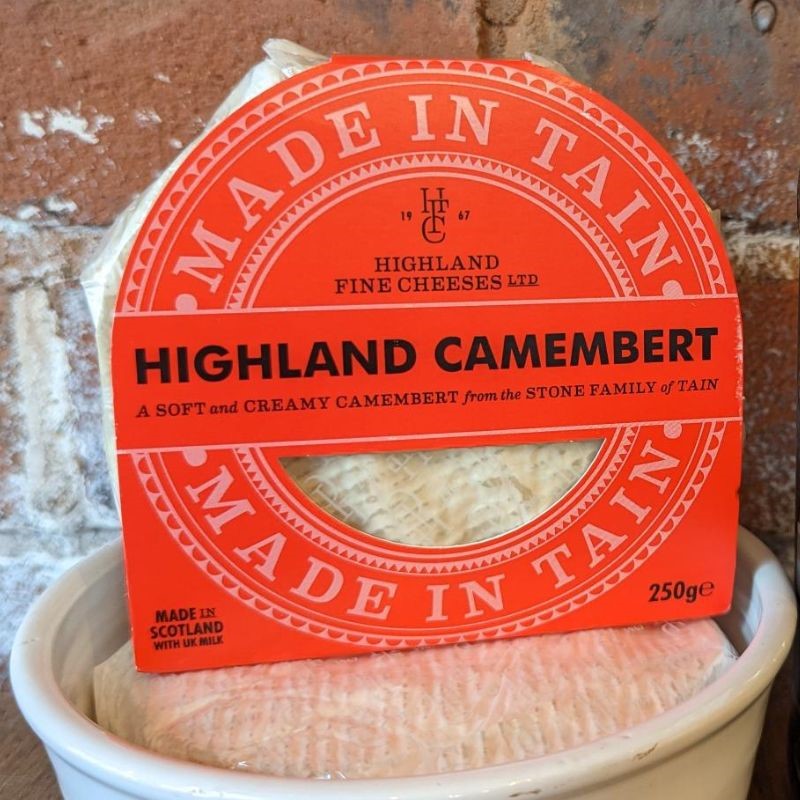 MADE IN TAIN
19 HFC 67
HIGHLAND
FINE CHEESES LTD
HIGHLAND CAMEMBERT
A SOFT and CREAMY CAMEMBERT from the STONE FAMILY of TAIN
MADE IN TAIN
MADE IN
SCOTLAND
WITH UK MILK
250g℮